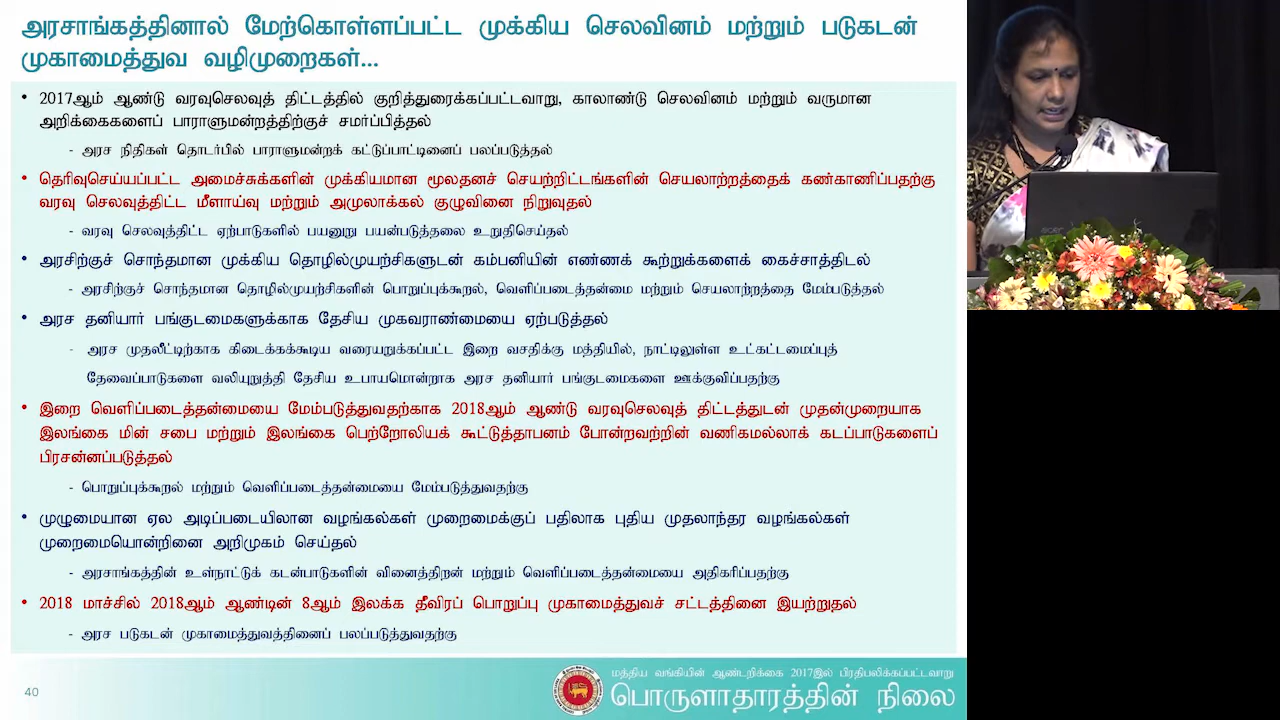 அரசாங்கத்தினால் மேற்கொள்ளப்பட்ட முக்கிய செலவினம் மற்றும் படுகடன்
முகாமைத்துவ வழிமுறைகள்...
• 2017ஆம் ஆண்டு வரவுசெலவுத் திட்டத்தில் குறித்துரைக்கப்பட்டவாறு, காலாண்டு செலவினம் மற்றும் வருமான
அறிக்கைகளைப் பாராளுமன்றத்திற்குச் சமர்ப்பித்தல்
- அரச நிதிகள் தொடர்பில் பாராளுமன்றக் கட்டுப்பாட்டினைப் பலப்படுத்தல்
• தெரிவுசெய்யப்பட்ட அமைச்சுக்களின் முக்கியமான மூலதனச் செயற்றிட்டங்களின் செயலாற்றத்தைக் கண்காணிப்பதற்கு
வரவு செலவுத்திட்ட மீளாய்வு மற்றும் அமுலாக்கல் குழுவினை நிறுவுதல்
- வரவு செலவுத்திட்ட ஏற்பாடுகளில் பயனுறு பயன்படுத்தலை உறுதிசெய்தல்
• அரசிற்குச் சொந்தமான முக்கிய தொழில்முயற்சிகளுடன் கம்பனியின் எண்ணக் கூற்றுக்களைக் கைச்சாத்திடல்
- அரசிற்குச் சொந்தமான தொழில்முயற்சிகளின் பொறுப்புக்கூறல், வெளிப்படைத்தன்மை மற்றும் செயலாற்றத்தை மேம்படுத்தல்
• அரச தனியார் பங்குடமைகளுக்காக தேசிய முகவராண்மையை ஏற்படுத்தல்
- அரச முதலீட்டிற்காக கிடைக்கக்கூடிய வரையறுக்கப்பட்ட இறை வசதிக்கு மத்தியில், நாட்டிலுள்ள உட்கட்டமைப்புத்
தேவைப்பாடுகளை வலியுறுத்தி தேசிய உபாயமொன்றாக அரச தனியார் பங்குடமைகளை ஊக்குவிப்பதற்கு
• இறை வெளிப்படைத்தன்மையை மேம்படுத்துவதற்காக 2018ஆம் ஆண்டு வரவுசெலவுத் திட்டத்துடன் முதன்முறையாக
இலங்கை மின் சபை மற்றும் இலங்கை பெற்றோலியக் கூட்டுத்தாபனம் போன்றவற்றின் வணிகமல்லாக் கடப்பாடுகளைப்
பிரசன்னப்படுத்தல்
- பொறுப்புக்கூறல் மற்றும் வெளிப்படைத்தன்மையை மேம்படுத்துவதற்கு
• முழுமையான ஏல அடிப்படையிலான வழங்கல்கள் முறைமைக்குப் பதிலாக புதிய முதலாந்தர வழங்கல்கள்
முறைமையொன்றினை அறிமுகம் செய்தல்
- அரசாங்கத்தின் உள்நாட்டுக் கடன்பாடுகளின் வினைத்திறன் மற்றும் வெளிப்படைத்தன்மையை அதிகரிப்பதற்கு
• 2018 மார்ச்சில் 2018ஆம் ஆண்டின் 8ஆம் இலக்க தீவிரப் பொறுப்பு முகாமைத்துவச் சட்டத்தினை இயற்றுதல்
- அரச படுகடன் முகாமைத்துவத்தினைப் பலப்படுத்துவதற்கு
40
மத்திய வங்கியின் ஆண்டறிக்கை 2017இல் பிரதிபலிக்கப்பட்டவாறு
பொருளாதாரத்தின் நிலை